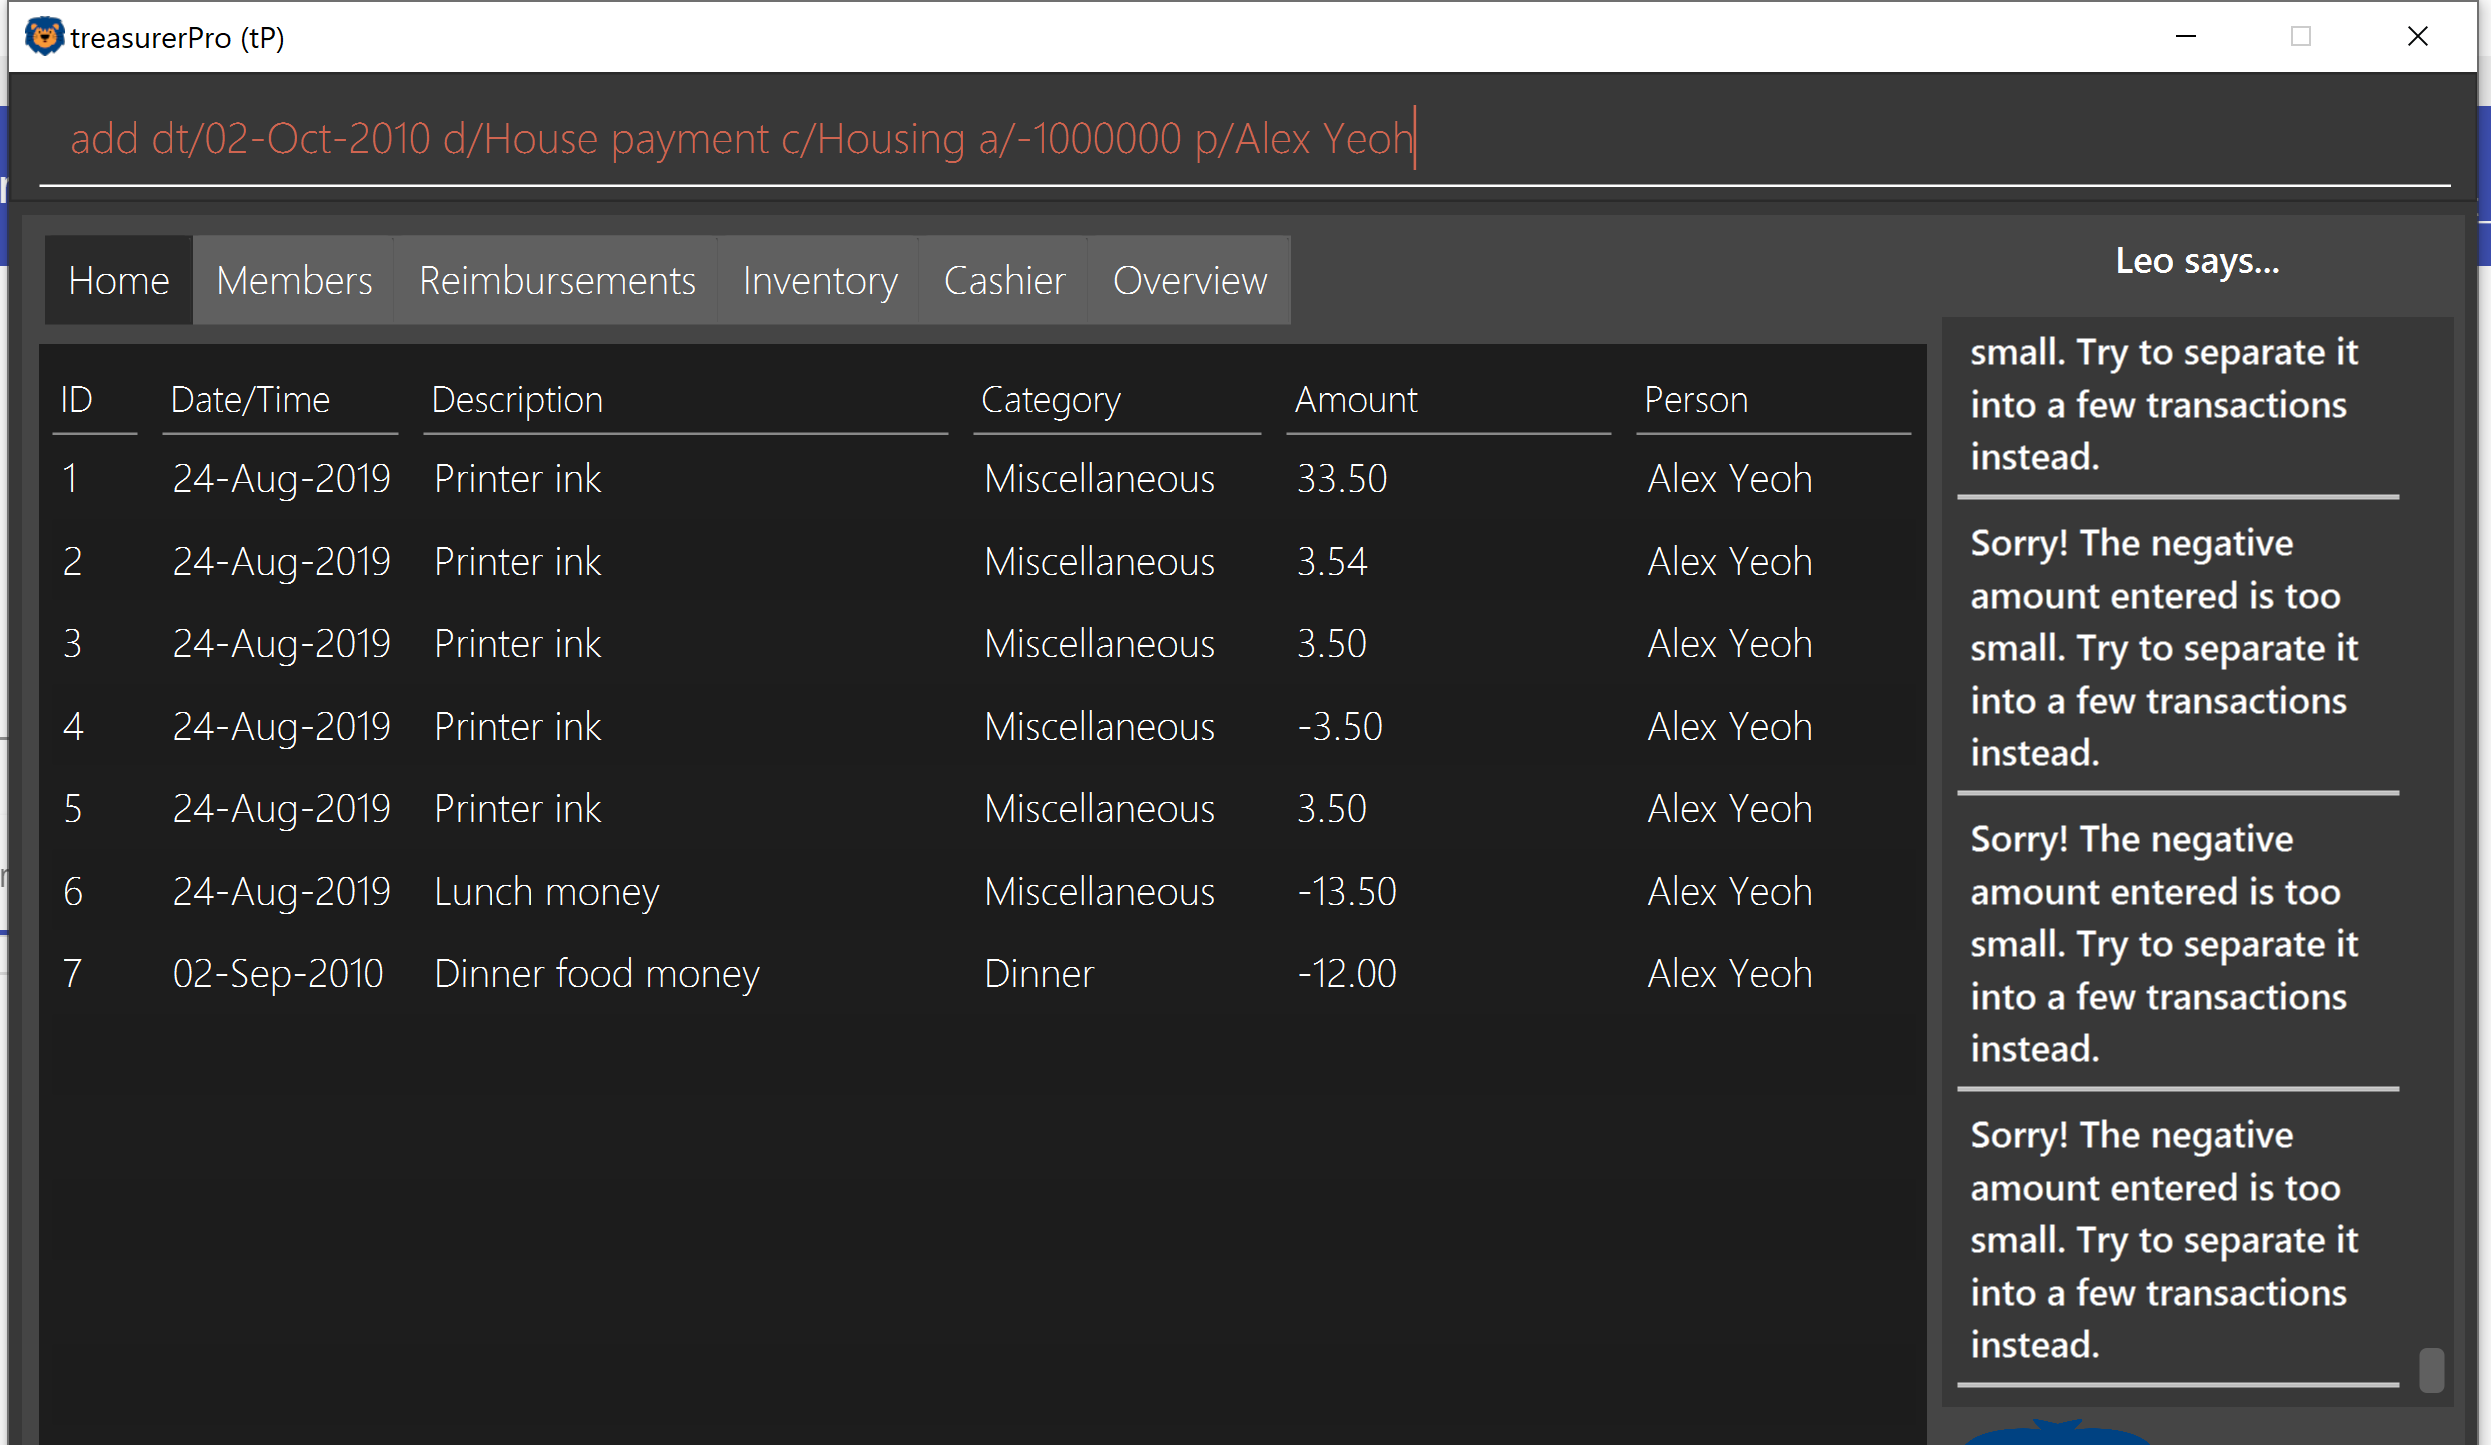 treasurerPro (tP)
add dt/02-Oct-2010 d/House payment c/Housing a/-1000000 p/Alex Yeoh
Home Members Reimbursements Inventory Cashier Overview
ID Date/Time Description Category Amount Person
1 24-Aug-2019 Printer ink Miscellaneous 33.50 Alex Yeoh
2 24-Aug-2019 Printer ink Miscellaneous 3.54 Alex Yeoh
3 24-Aug-2019 Printer ink Miscellaneous 3.50 Alex Yeoh
4 24-Aug-2019 Printer ink Miscellaneous -3.50 Alex Yeoh
5 24-Aug-2019 Printer ink Miscellaneous 3.50 Alex Yeoh
6 24-Aug-2019 Lunch money Miscellaneous -13.50 Alex Yeoh
7 02-Sep-2010 Dinner food money Dinner -12.00 Alex Yeoh
Leo says...
small. Try to separate it
into a few transactions
instead.
Sorry! The negative
amount entered is too
small. Try to separate it
into a few transactions
instead.
Sorry! The negative
amount entered is too
small. Try to separate it
into a few transactions
instead.
Sorry! The negative
amount entered is too
small. Try to separate it
into a few transactions
instead.